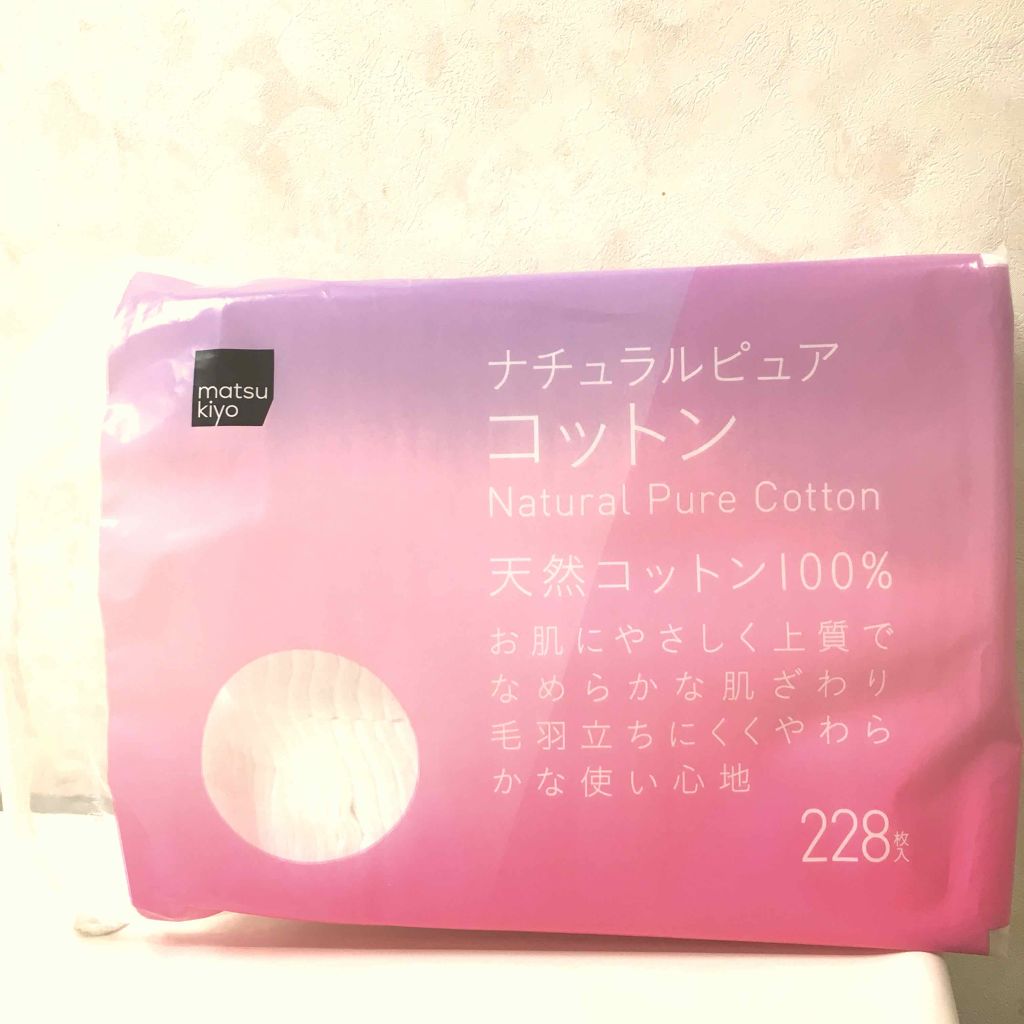 matsu
kiyo
ナチュラルピュア
コットン
Natural Pure Cotton
天然コットン100%
お肌にやさしく上質で
なめらかな肌ざわり
毛羽立ちにくくやわら
かな使い心地
228枚入